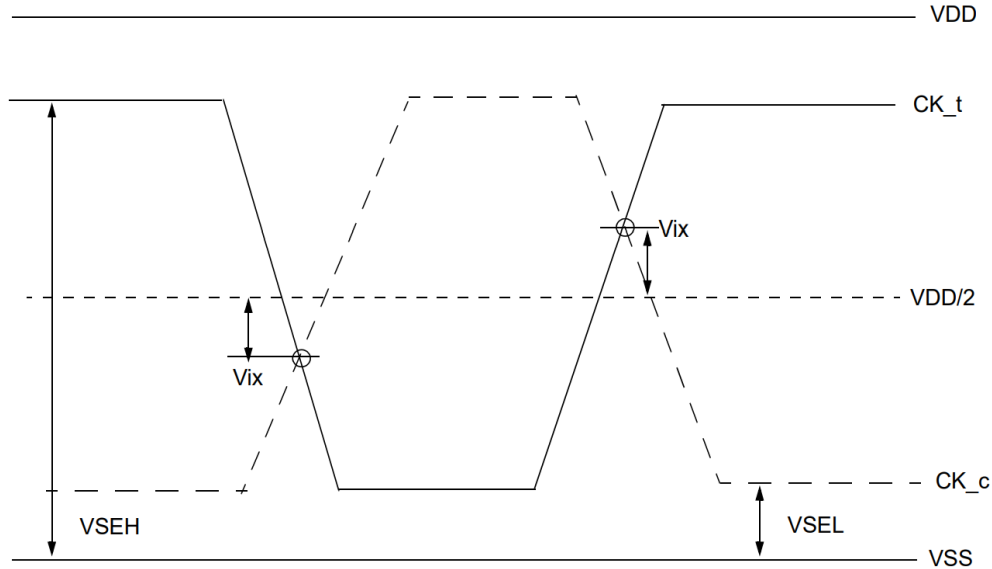 VDD
CK_t
Vix
VDD/2
Vix
CK_c
VSEH
VSEL
VSS